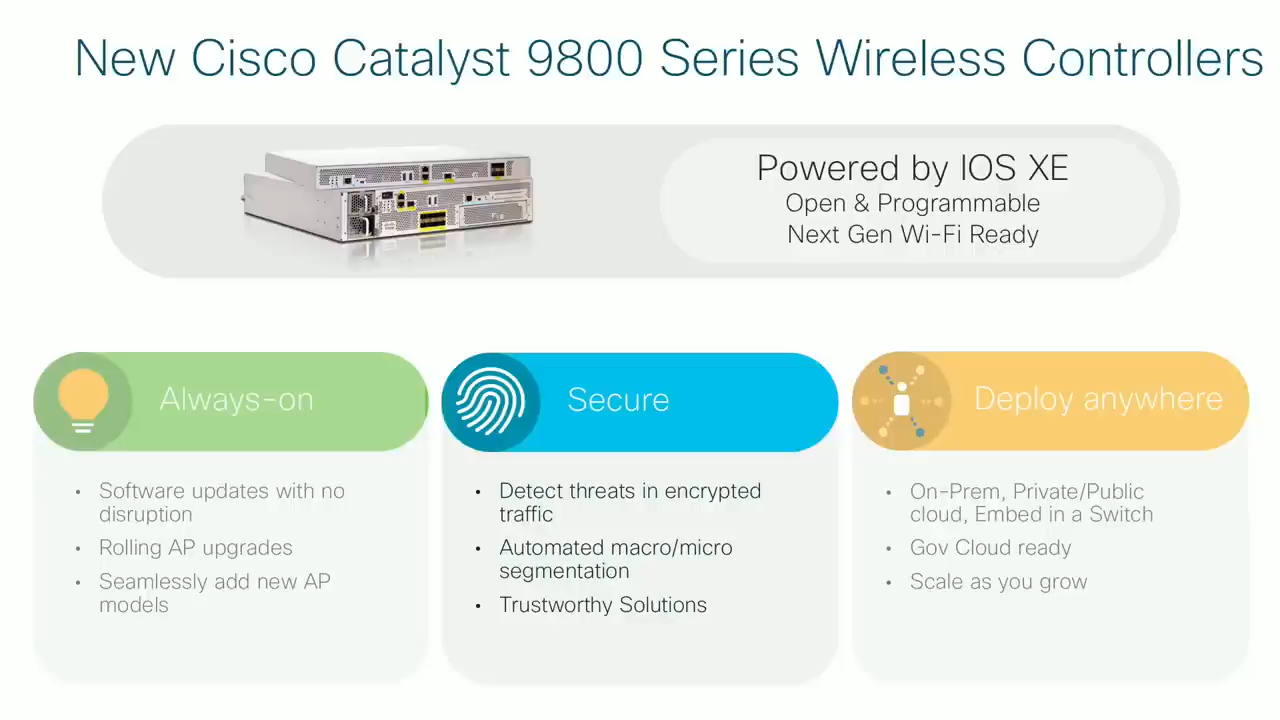 New Cisco Catalyst 9800 Series Wireless Controllers
Powered by IOS XE
Open & Programmable
Next Gen Wi-Fi Ready
Always-on
• Software updates with no
disruption
• Rolling AP upgrades
• Seamlessly add new AP
models
Secure
• Detect threats in encrypted
traffic
• Automated macro/micro
segmentation
• Trustworthy Solutions
Deploy anywhere
• On-Prem, Private/Public
cloud, Embed in a Switch
• Gov Cloud ready
• Scale as you grow